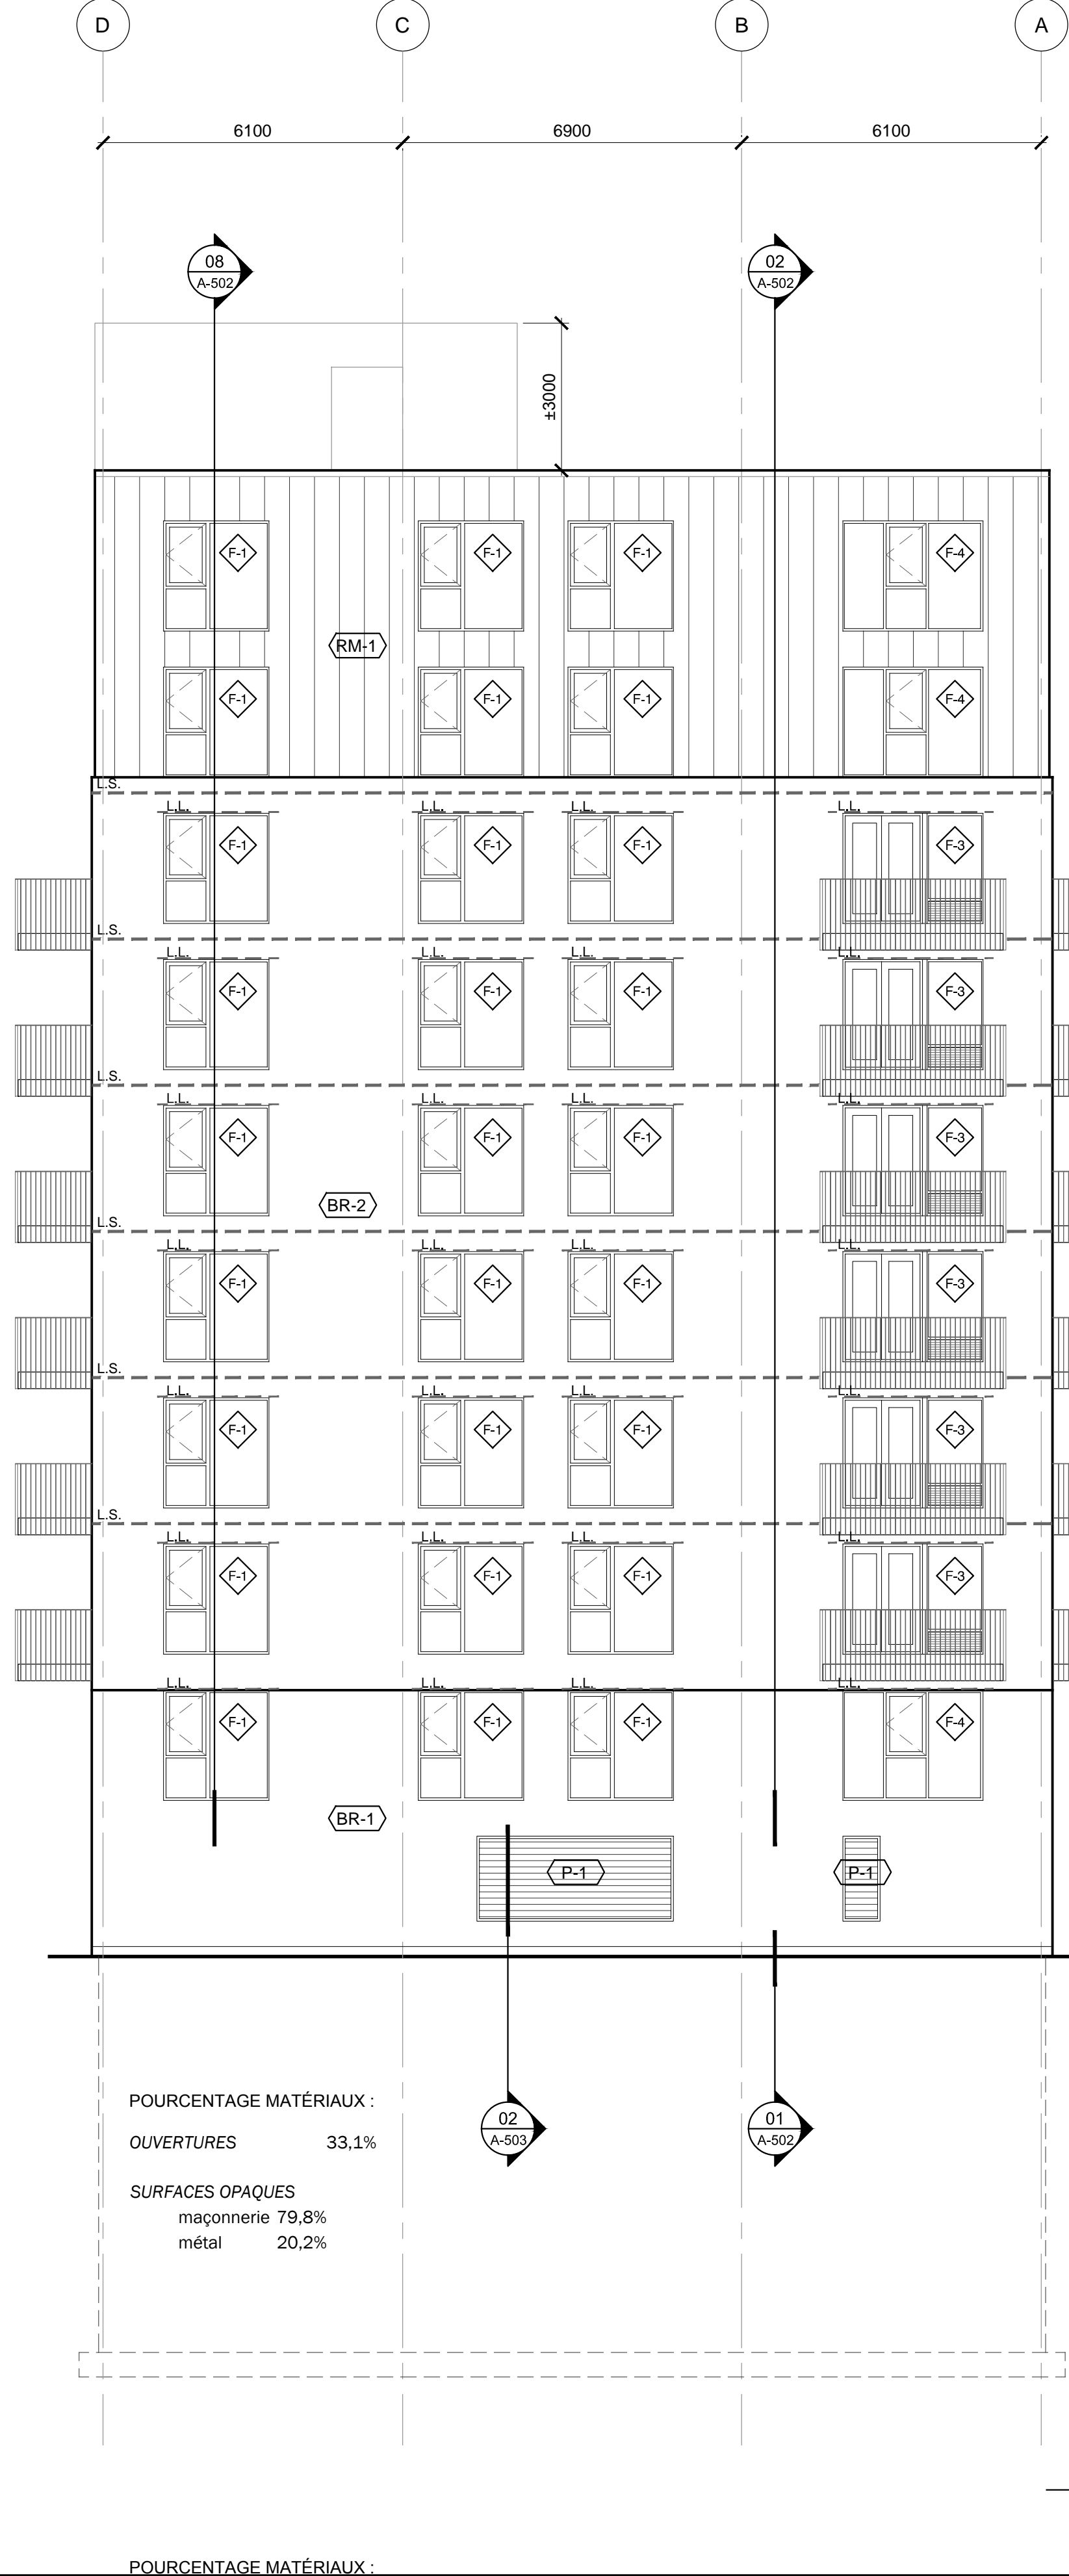 D C B A
6100 6900 6100
08 02
A-502 A-502
±3000
F-1 F-1 F-1 F-4
RM-1
F-1 F-1 F-1 F-4
L.S.
L.L. L.L. L.L. L.L.
F-1 F-1 F-1 F-3
L.S.
L.L. L.L. L.L. L.L.
F-1 F-1 F-1 F-3
L.S.
L.L. L.L. L.L. L.L.
F-1 F-1 F-1 F-3
BR-2
L.S.
L.L. L.L. L.L. L.L.
F-1 F-1 F-1 F-3
L.S.
L.L. L.L. L.L. L.L.
F-1 F-1 F-1 F-3
L.S.
L.L. L.L. L.L. L.L.
F-1 F-1 F-1 F-3
L.L. L.L. L.L. L.L.
F-1 F-1 F-1 F-4
BR-1
P-1 P-1
POURCENTAGE MATÉRIAUX :
02 01
A-503 A-502
OUVERTURES 33,1%
SURFACES OPAQUES
maçonnerie 79,8%
métal 20,2%
POURCENTAGE MATÉRIAUX :